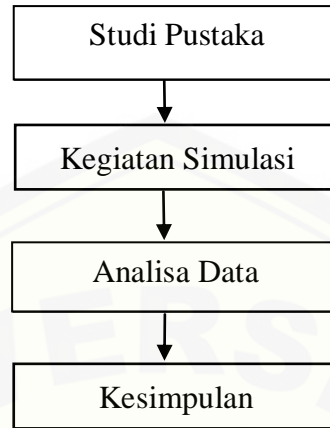 Studi Pustaka
Kegiatan Simulasi
Analisa Data
Kesimpulan